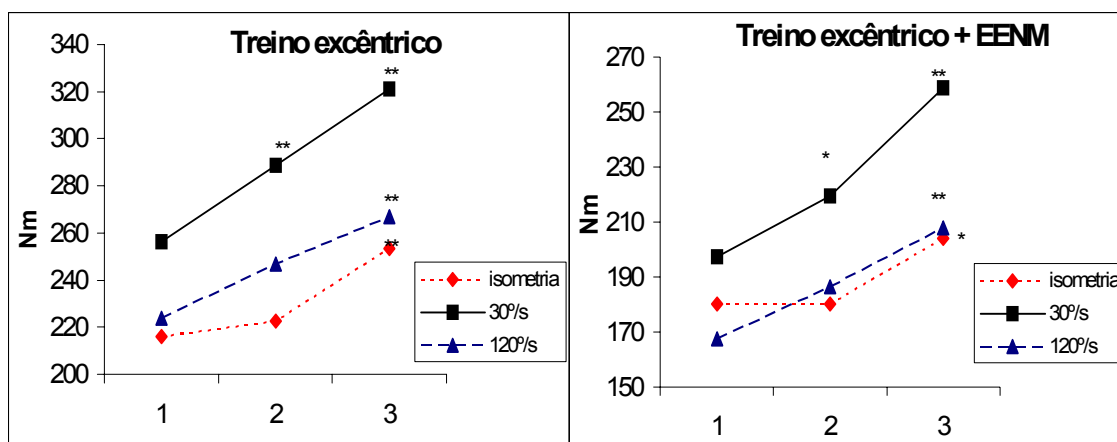 Treino excêntrico
Nm
340
320
300
280
260
240
220
200
**
**
**
**
isometria
30º/s
120º/s
1 2 3
Treino excêntrico + EENM
Nm
270
250
230
210
190
170
150
**
*
**
*
isometria
30º/s
120º/s
1 2 3